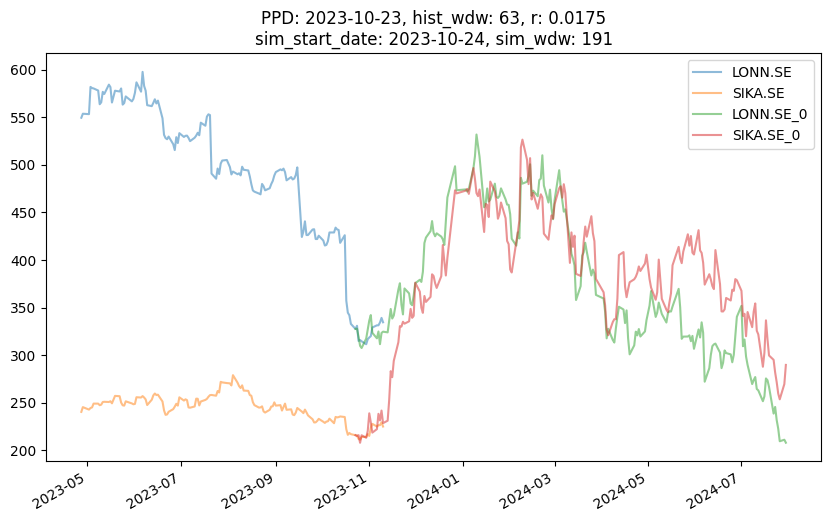 PPD: 2023-10-23, hist_wdw: 63, r: 0.0175
sim_start_date: 2023-10-24, sim_wdw: 191
LONN.SE
SIKA.SE
LONN.SE_0
SIKA.SE_0
600
550
500
450
400
350
300
250
200
2023-05
2023-07
2023-09
2023-11
2024-01
2024-03
2024-05
2024-07